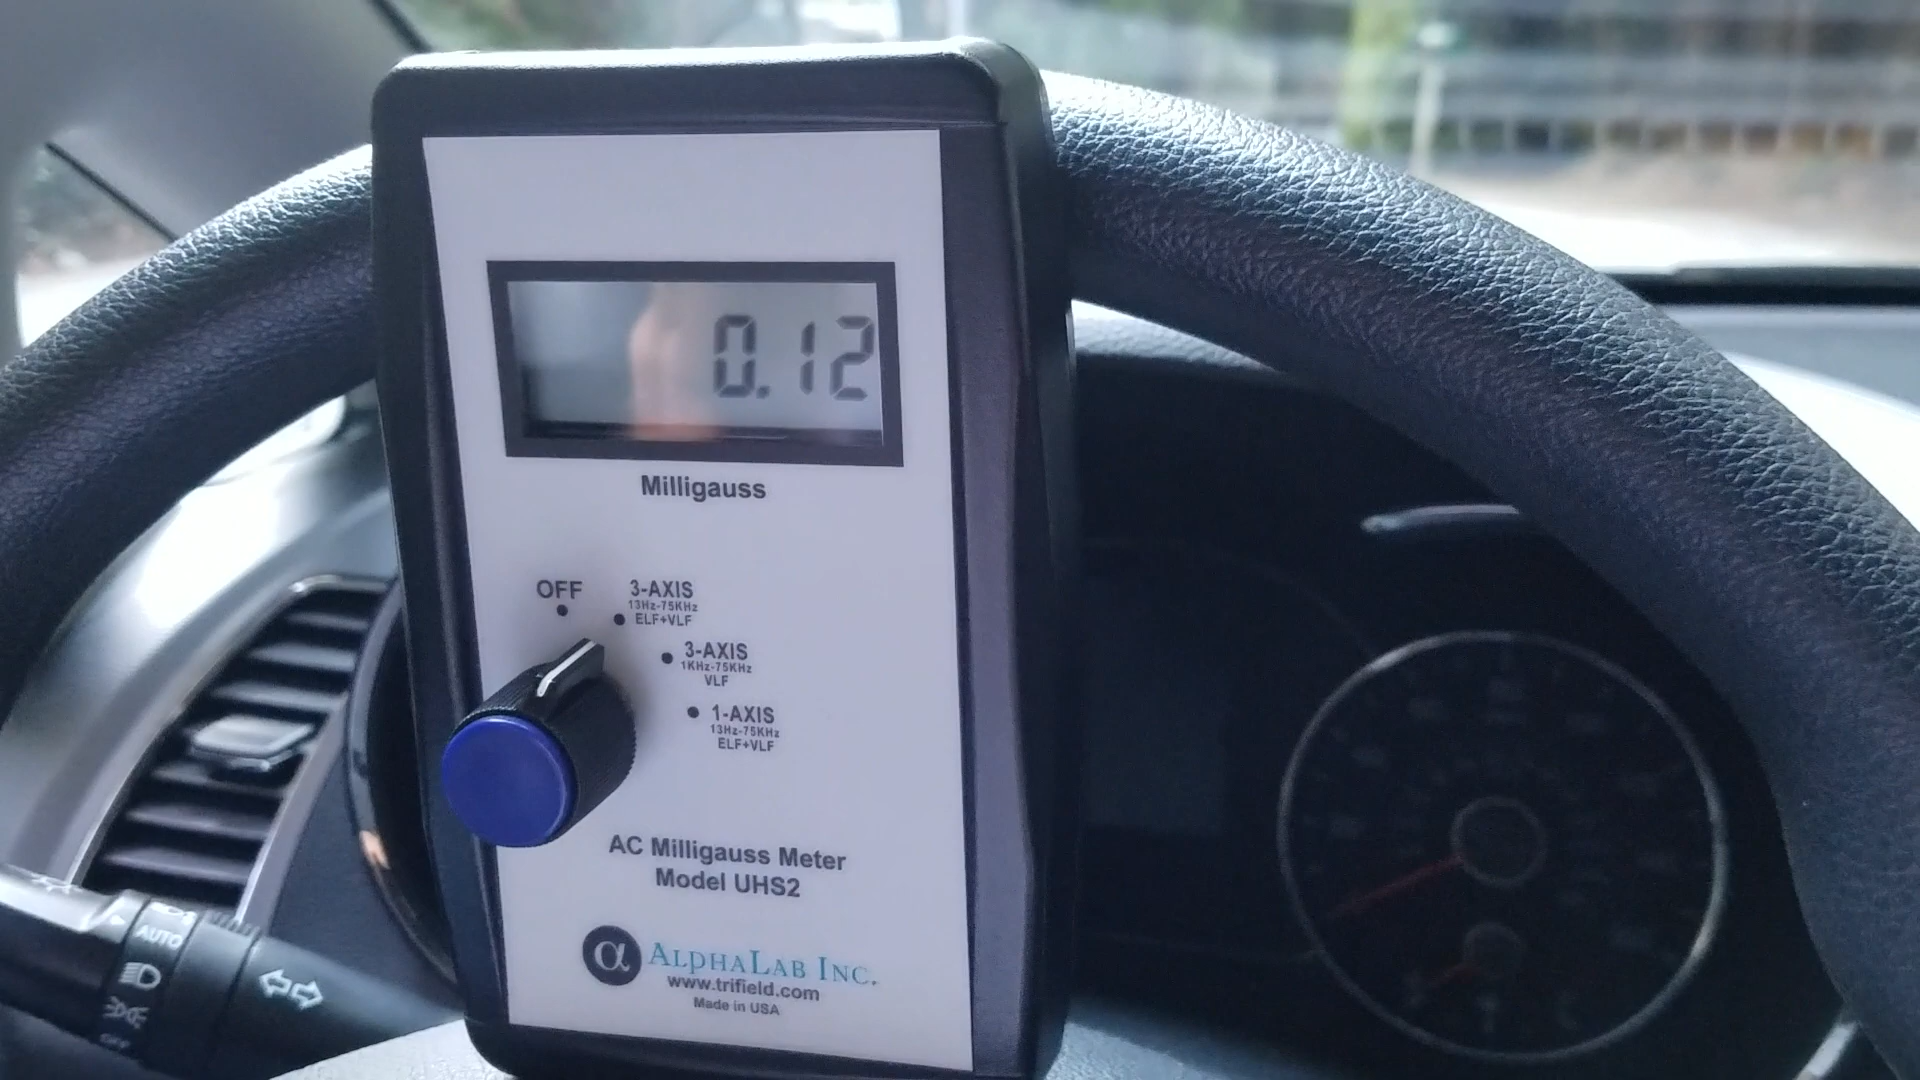 0.12
Milligauss
OFF
3-AXIS
13Hz-75KHz
ELF+VLF
3-AXIS
1KHz-75KHz
VLF
1-AXIS
13Hz-75KHz
ELF+VLF
AC Milligauss Meter
Model UHS2
α ALPHALAB INC.
www.trifield.com
Made in USA
AUTO
OFF